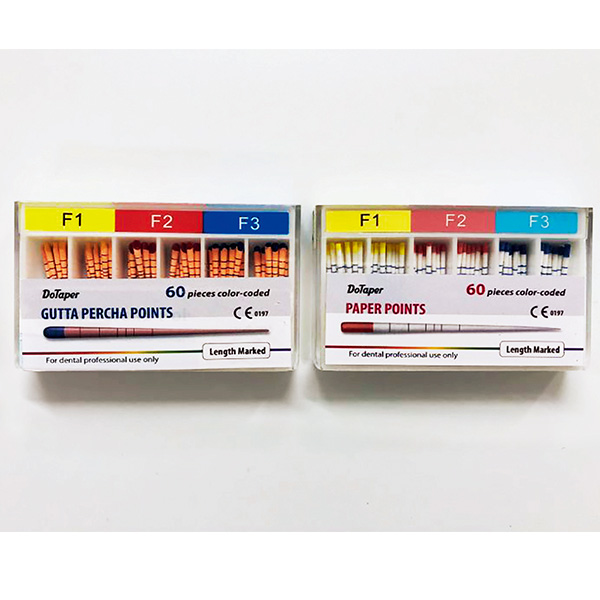 F1 F2 F3
DoTaper 60 pieces color-coded
GUTTA PERCHA POINTS CE 0197
For dental professional use only Length Marked
F1 F2 F3
DoTaper 60 pieces color-coded
PAPER POINTS CE 0197
For dental professional use only Length Marked